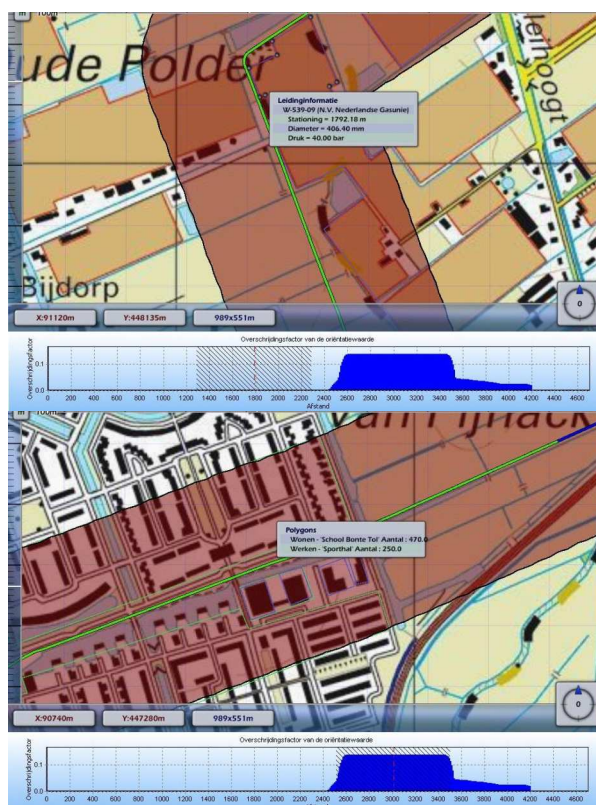 m
100m
ude Polder
leihoogt
Leidinginformatie
W-539-09 (N.V. Nederlandse Gasunie)
Stationing = 1792.18 m
Diameter = 406.40 mm
Druk = 40.00 bar
Bijdorp
X:91120m
Y:448135m
989x551m
0
Overschrijdingsfactor van de oriëntatiewaarde
Overschrijdingsfactor
0.1
0.0
0 200 400 600 800 1000 1200 1400 1600 1800 2000 2200 2400 2600 2800 3000 3200 3400 3600 3800 4000 4200 4400 4600
Afstand
m
100m
van Pijnack
Polygons
Wonen - 'School Bonte Tol' Aantal : 470.0
Werken - 'Sporthal' Aantal : 250.0
X:90740m
Y:447280m
989x551m
0
Overschrijdingsfactor van de oriëntatiewaarde
Overschrijdingsfactor
0.1
0.0
0 200 400 600 800 1000 1200 1400 1600 1800 2000 2200 2400 2600 2800 3000 3200 3400 3600 3800 4000 4200 4400 4600